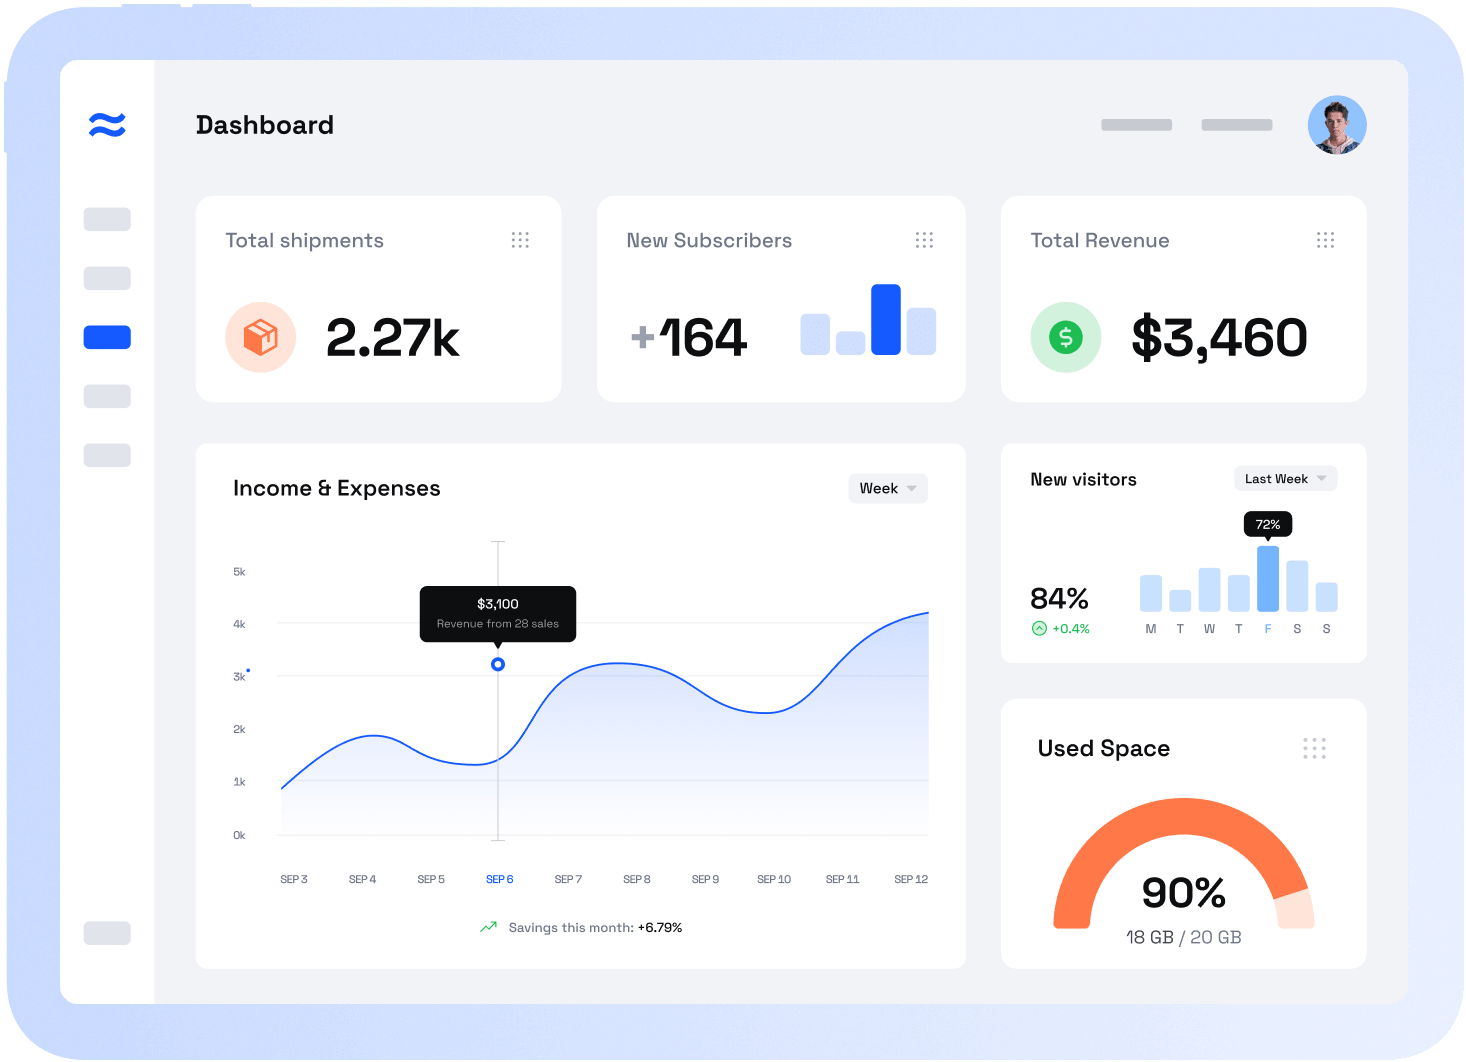 Dashboard
Total shipments
2.27k
New Subscribers
+164
Total Revenue
$3,460
Income & Expenses
Week
5k
4k
3k
2k
1k
0k
$3,100
Revenue from 28 sales
SEP 3 SEP 4 SEP 5 SEP 6 SEP 7 SEP 8 SEP 9 SEP 10 SEP 11 SEP 12
Savings this month: +6.79%
New visitors
Last Week
72%
84%
+0.4%
M T W T F S S
Used Space
90%
18 GB / 20 GB